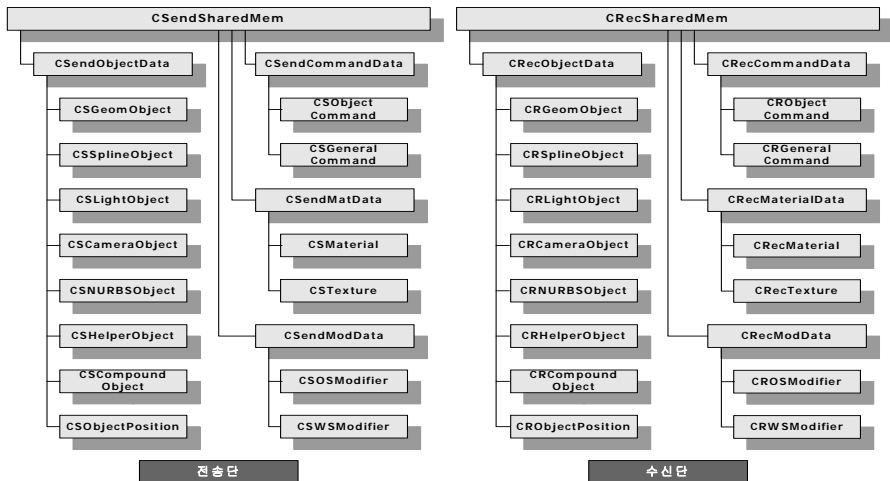 CSendSharedMem
CSendObjectData
CSGeomObject
CSSplineObject
CSLightObject
CSCameraObject
CSNURBSObject
CSHelperObject
CSCompound
Object
CSObjectPosition
CSendCommandData
CSObject
Command
CSGeneral
Command
CSendMatData
CSMaterial
CSTexture
CSendModData
CSOSModifier
CSWSModifier
전송단
CRecSharedMem
CRecObjectData
CRGeomObject
CRSplineObject
CRLightObject
CRCameraObject
CRNURBSObject
CRHelperObject
CRCompound
Object
CRObjectPosition
CRecCommandData
CRObject
Command
CRGeneral
Command
CRecMaterialData
CRecMaterial
CRecTexture
CRecModData
CROSModifier
CRWSModifier
수신단